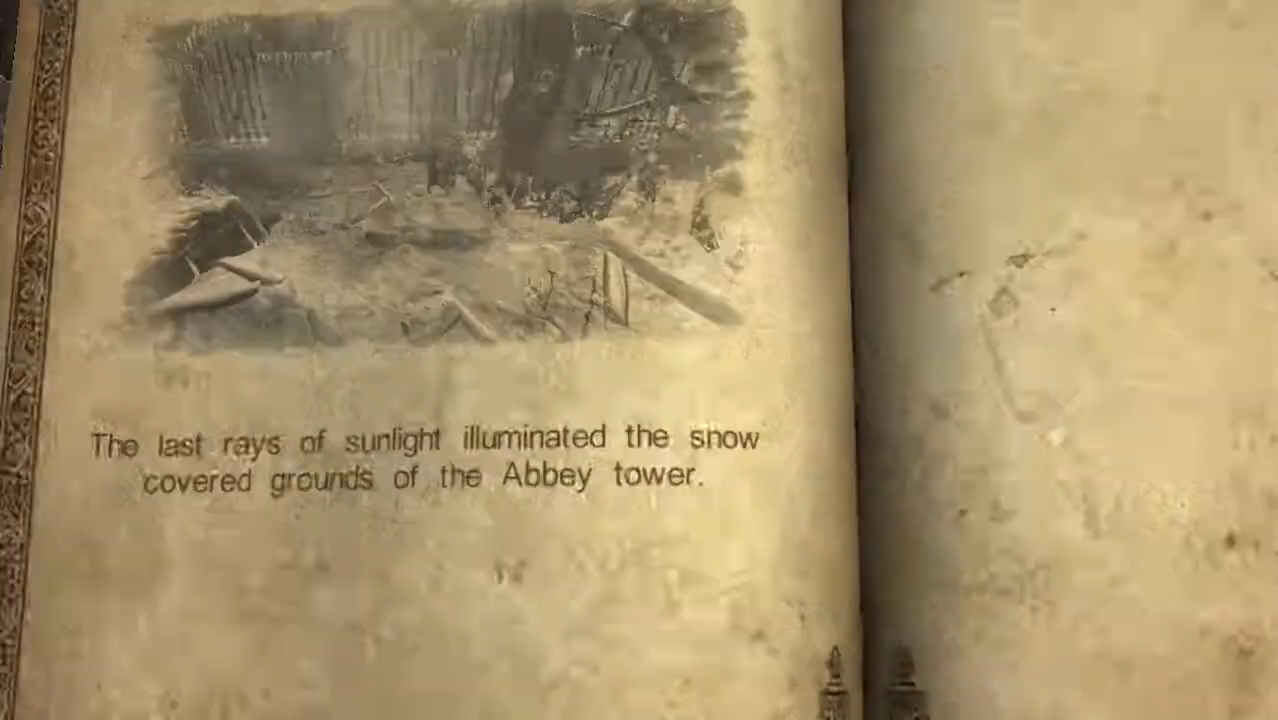 The last rays of sunlight illuminated the snow
covered grounds of the Abbey tower.